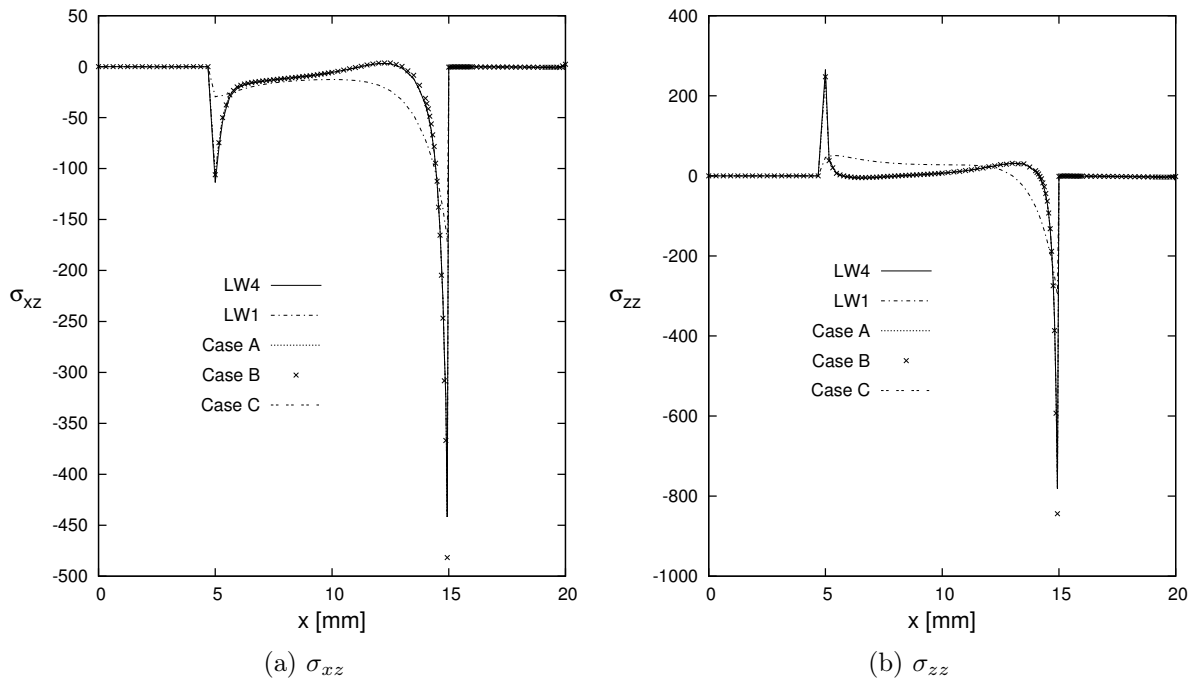 50
0
-50
-100
-150
-200
-250
-300
-350
-400
-450
-500
σxz
LW4
LW1
Case A
Case B
Case C
0
5
10
15
20
x [mm]
(a) σxz
400
200
0
-200
-400
-600
-800
-1000
σzz
LW4
LW1
Case A
Case B
Case C
0
5
10
15
20
x [mm]
(b) σzz